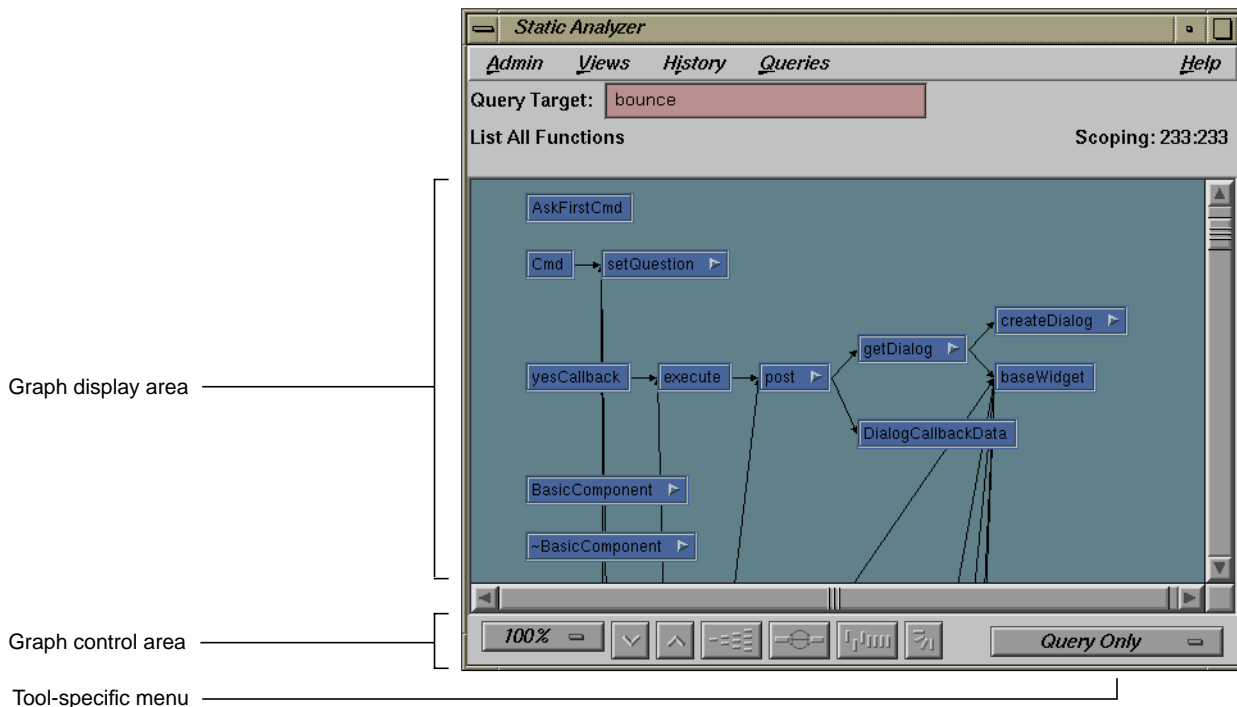 Static Analyzer
Admin Views History Queries Help
Query Target: bounce
List All Functions Scoping: 233:233
AskFirstCmd
Cmd setQuestion
createDialog
getDialog
yesCallback execute post baseWidget
DialogCallbackData
BasicComponent
~BasicComponent
Graph display area
100% Query Only
Graph control area
Tool-specific menu